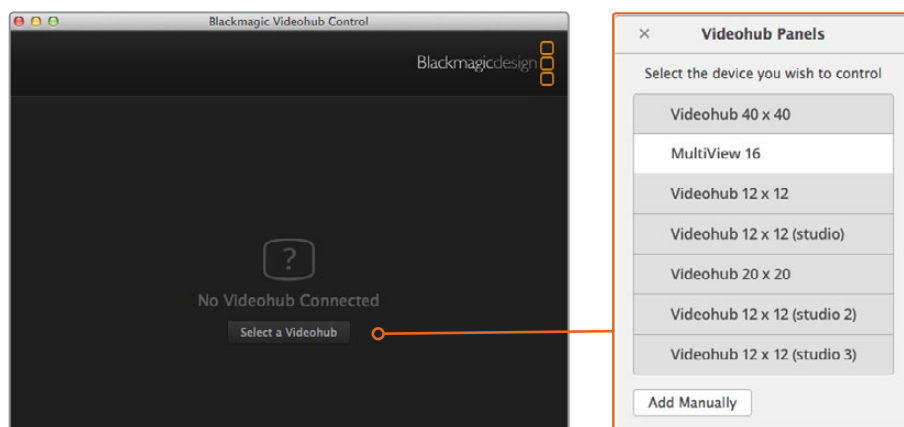 Blackmagic Videohub Control
Blackmagicdesign
?
No Videohub Connected
Select a Videohub
Videohub Panels
Select the device you wish to control
Videohub 40 x 40
MultiView 16
Videohub 12 x 12
Videohub 12 x 12 (studio)
Videohub 20 x 20
Videohub 12 x 12 (studio 2)
Videohub 12 x 12 (studio 3)
Add Manually